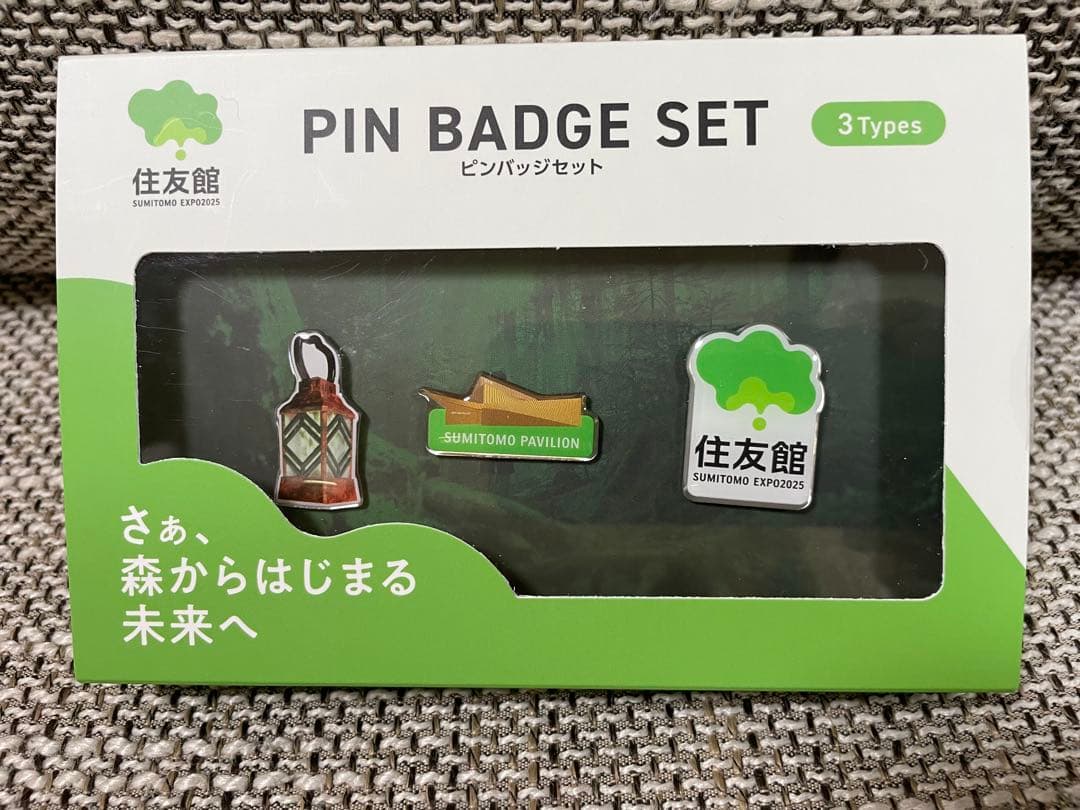 PIN BADGE SET
ピンバッジセット
3 Types
住友館
SUMITOMO EXPO2025
SUMITOMO PAVILION
住友館
SUMITOMO EXPO2025
さぁ、
森からはじまる
未来へ